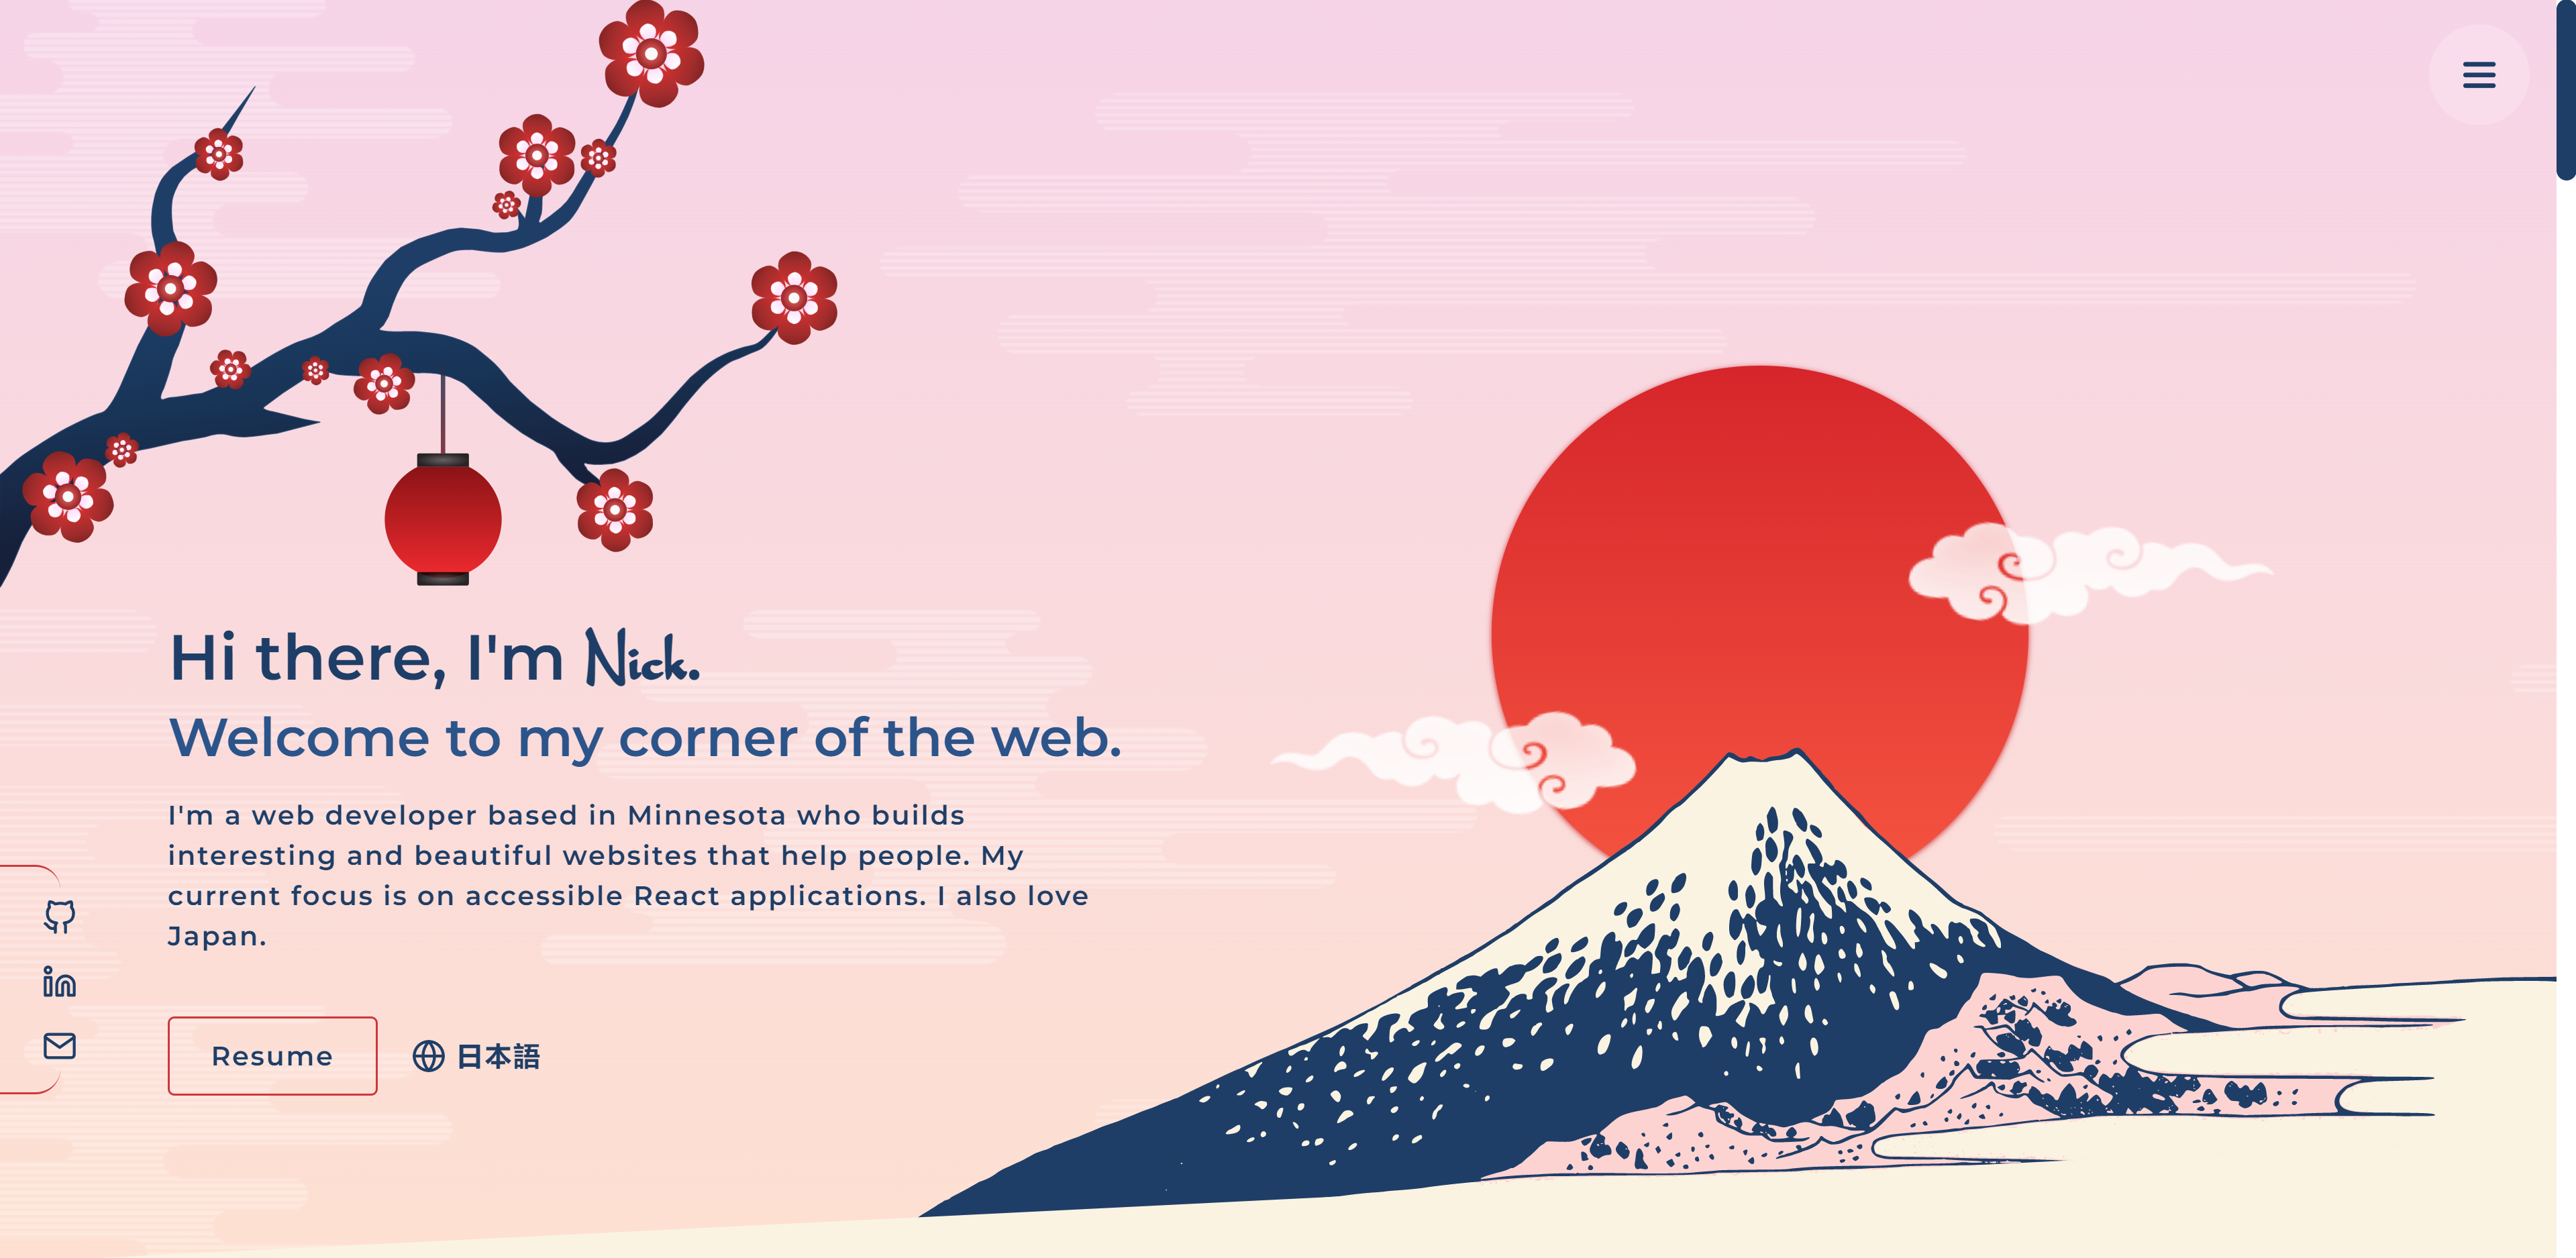 Hi there, I'm Nick.
Welcome to my corner of the web.
I'm a web developer based in Minnesota who builds
interesting and beautiful websites that help people. My
current focus is on accessible React applications. I also love
Japan.
Resume
日本語